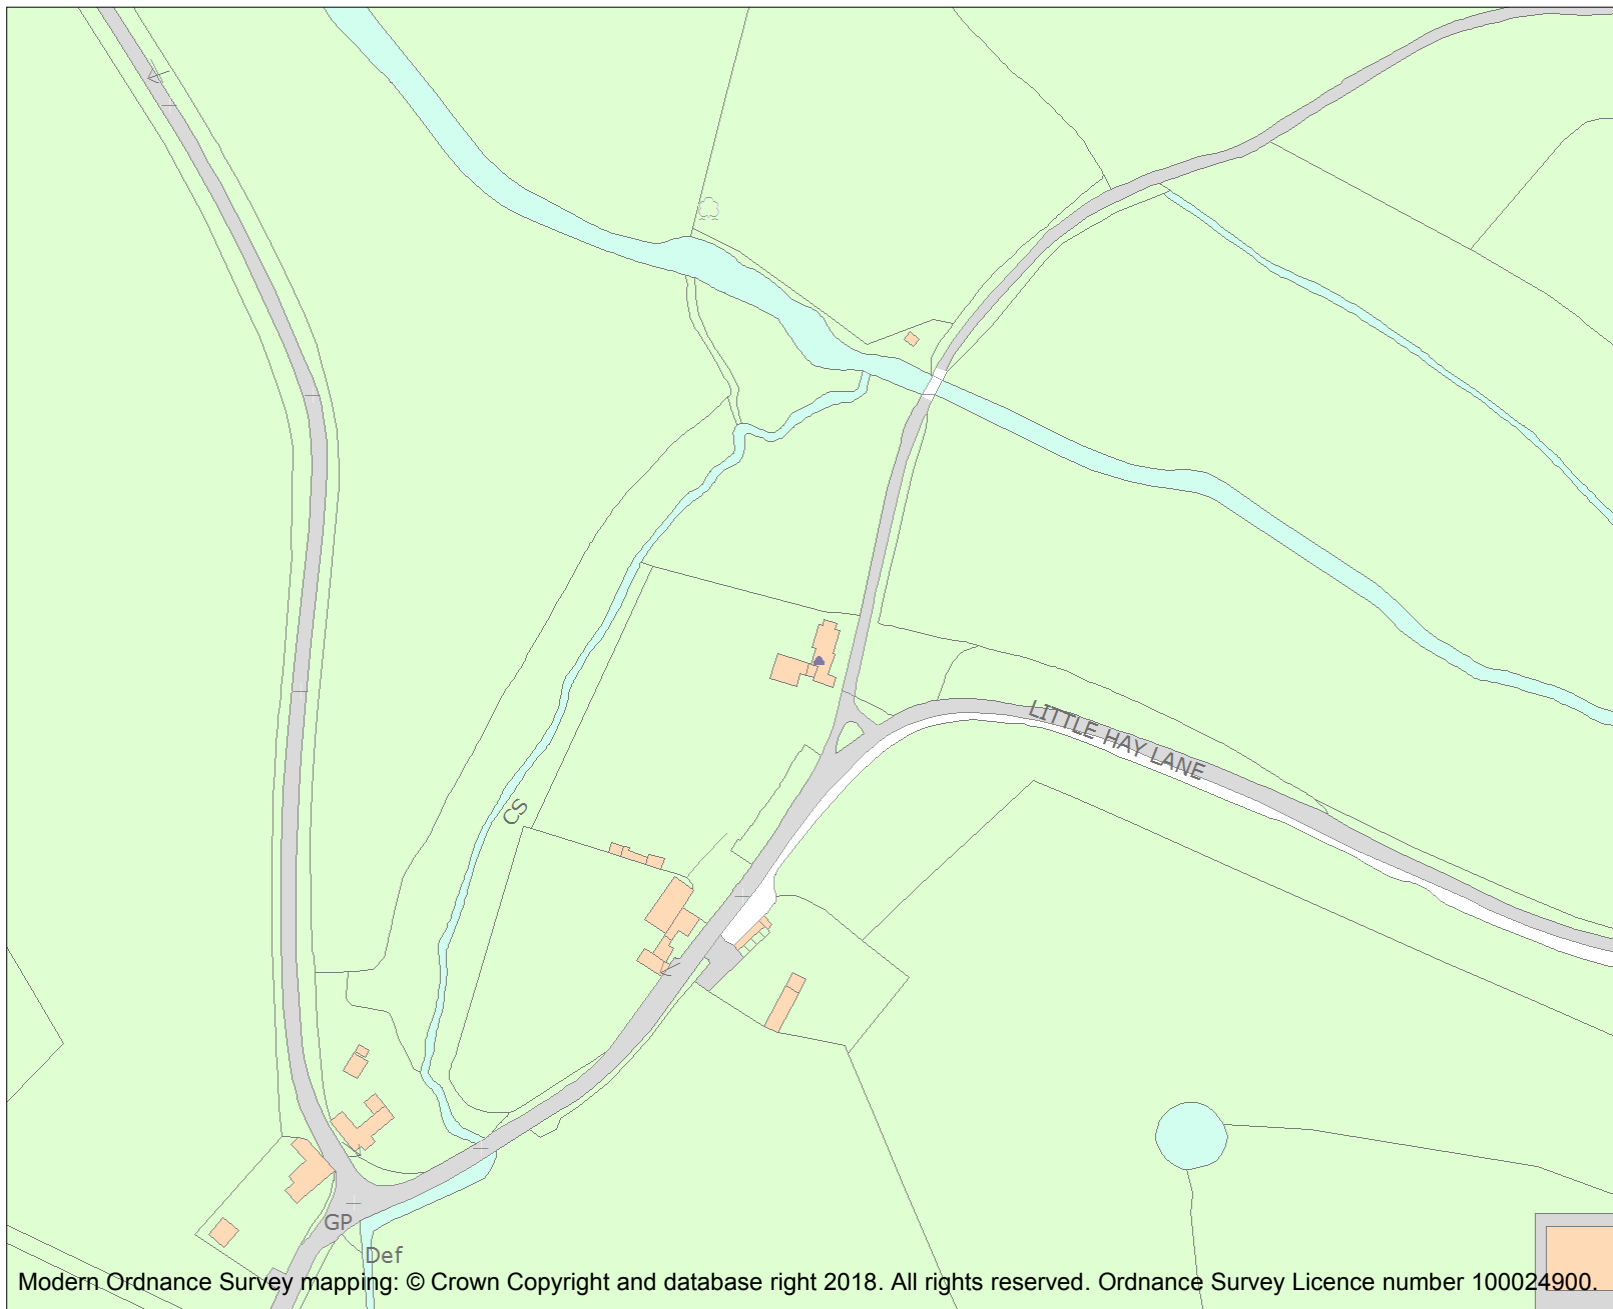 LITTLE HAY LANE
CS
GP
Def
Modern Ordnance Survey mapping: © Crown Copyright and database right 2018. All rights reserved. Ordnance Survey Licence number 100024900.